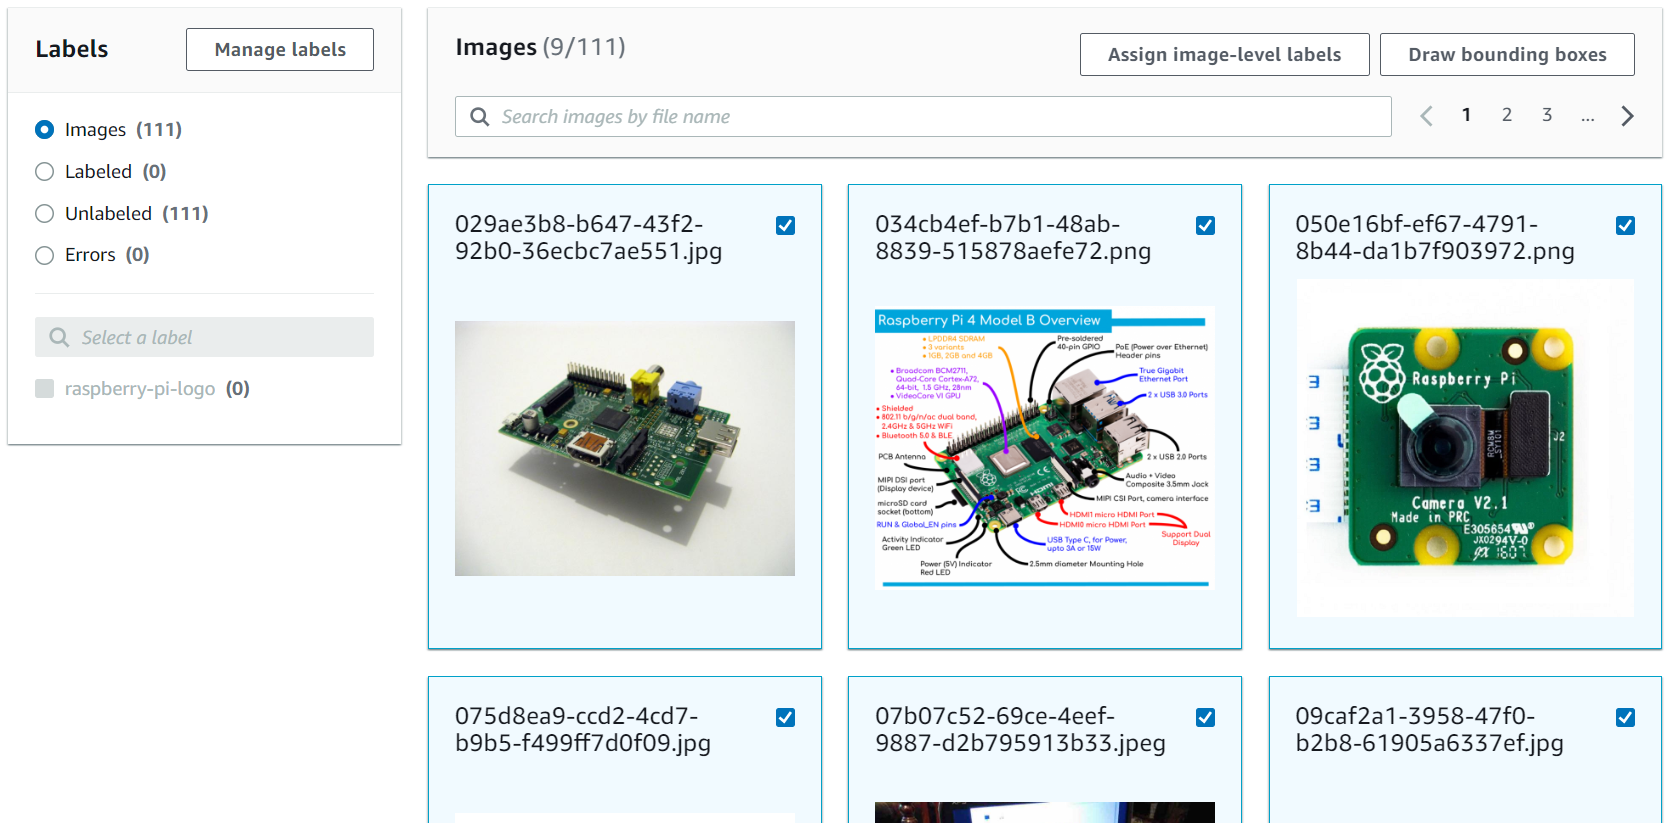 Labels
Manage labels
Images (111)
Labeled (0)
Unlabeled (111)
Errors (0)
Select a label
raspberry-pi-logo (0)
Images (9/111)
Assign image-level labels
Draw bounding boxes
Search images by file name
1 2 3 ...
029ae3b8-b647-43f2-
92b0-36ecbc7ae551.jpg
034cb4ef-b7b1-48ab-
8839-515878aefe72.png
Raspberry Pi 4 Model B Overview
LPDDR4 SDRAM
3 variants
1GB, 2GB and 4GB
Pre-soldered
40-pin GPIO
PoE (Power over Ethernet)
Header pins
Broadcom BCM2711,
Quad-Core Cortex-A72,
64-bit, 1.5 GHz, 28nm
VideoCore VI GPU
True Gigabit
Ethernet Port
2 x USB 3.0 Ports
Shielded
802.11 b/g/n/ac dual band,
2.4GHz & 5GHz WiFi
Bluetooth 5.0 & BLE
PCB Antenna
2 x USB 2.0 Ports
MIPI DSI port
(Display device)
Audio + Video
Composite 3.5mm Jack
microSD card
socket (bottom)
MIPI CSI Port, camera interface
RUN & Global_EN pins
HDMI1 micro HDMI Port
HDMI0 micro HDMI Port
Support Dual
Display
Activity Indicator
Green LED
USB Type C, for Power,
upto 3A or 15W
Power (5V) Indicator
Red LED
2.5mm diameter Mounting Hole
050e16bf-ef67-4791-
8b44-da1b7f903972.png
Raspberry Pi
J2
Camera V2.1
Made in PRC
E305654
JX0294V-0
1607
075d8ea9-ccd2-4cd7-
b9b5-f499ff7d0f09.jpg
07b07c52-69ce-4eef-
9887-d2b795913b33.jpeg
09caf2a1-3958-47f0-
b2b8-61905a6337ef.jpg